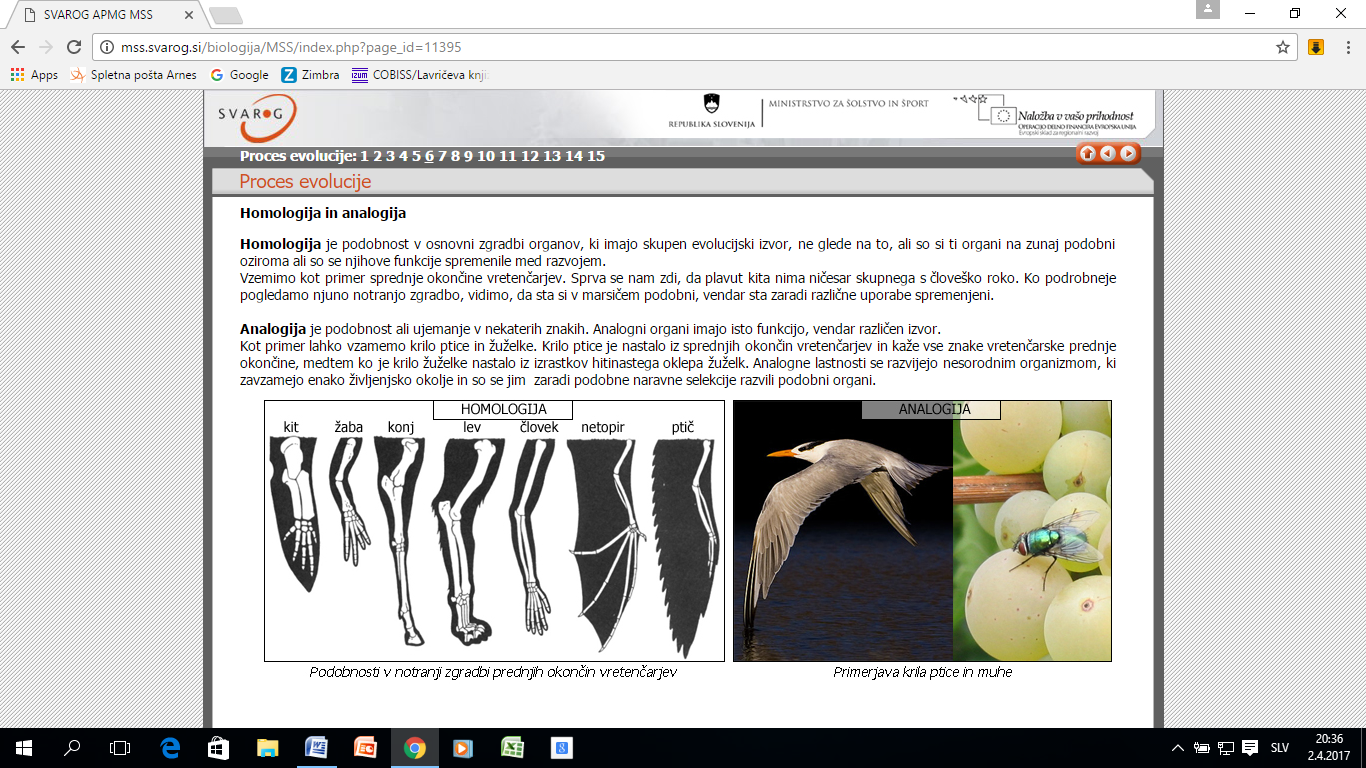 SVAROG APMG MSS
mss.svarog.si/biologija/MSS/index.php?page_id=11395
Apps Spletna pošta Arnes Google Zimbra COBISS/Lavričeva knji
SVAROG
REPUBLIKA SLOVENIJA
MINISTRSTVO ZA ŠOLSTVO IN ŠPORT
Naložba v vašo prihodnost
OPERACIJO DELNO FINANCIRA EVROPSKA UNIJA
Evropski sklad za regionalni razvoj
Proces evolucije: 1 2 3 4 5 6 7 8 9 10 11 12 13 14 15
Proces evolucije
Homologija in analogija
Homologija je podobnost v osnovni zgradbi organov, ki imajo skupen evolucijski izvor, ne glede na to, ali so si ti organi na zunaj podobni
oziroma ali so se njihove funkcije spremenile med razvojem.
Vzemimo kot primer sprednje okončine vretenčarjev. Sprva se nam zdi, da plavut kita nima ničesar skupnega s človeško roko. Ko podrobneje
pogledamo njuno notranjo zgradbo, vidimo, da sta si v marsičem podobni, vendar sta zaradi različne uporabe spremenjeni.
Analogija je podobnost ali ujemanje v nekaterih znakih. Analogni organi imajo isto funkcijo, vendar različen izvor.
Kot primer lahko vzamemo krilo ptice in žuželke. Krilo ptice je nastalo iz sprednjih okončin vretenčarjev in kaže vse znake vretenčarske prednje
okončine, medtem ko je krilo žuželke nastalo iz izrastkov hitinastega oklepa žuželk. Analogne lastnosti se razvijejo nesorodnim organizmom, ki
zavzamejo enako življenjsko okolje in so se jim zaradi podobne naravne selekcije razvili podobni organi.
HOMOLOGIJA
kit žaba konj lev človek netopir ptič
Podobnosti v notranji zgradbi prednjih okončin vretenčarjev
ANALOGIJA
Primerjava krila ptice in muhe
SLV
20:36
2.4.2017